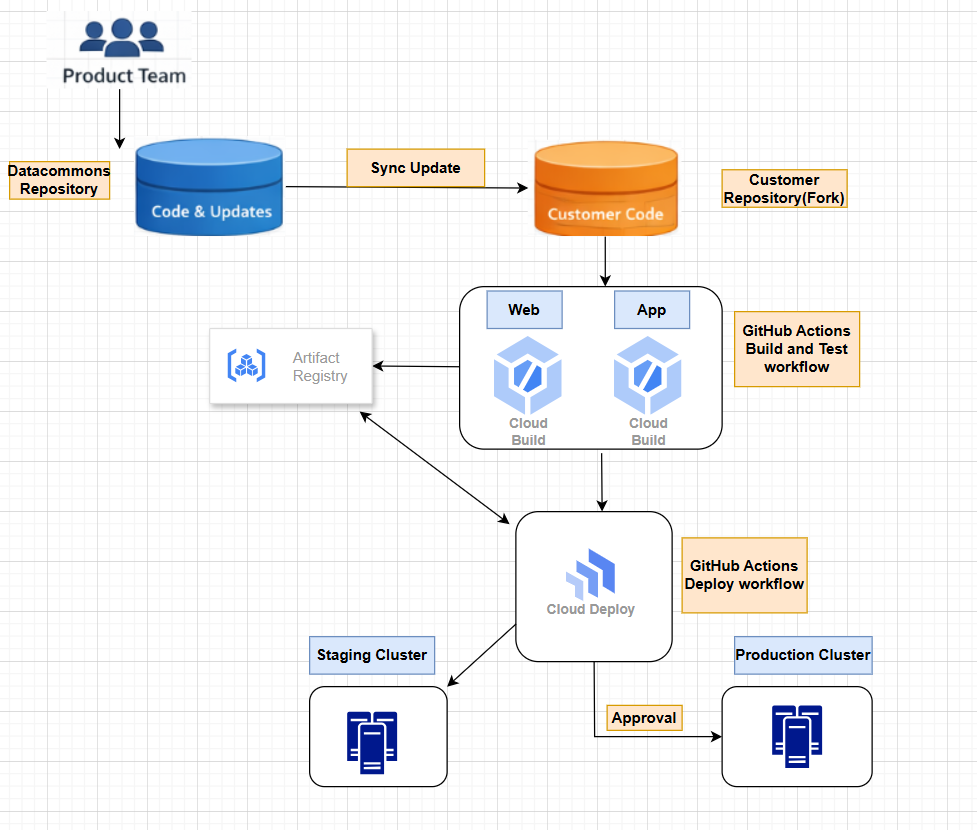 Product Team
Datacommons
Repository
Code & Updates
Sync Update
Customer Code
Customer
Repository(Fork)
Web
App
Cloud
Build
Cloud
Build
GitHub Actions
Build and Test
workflow
Artifact
Registry
Cloud Deploy
GitHub Actions
Deploy workflow
Staging Cluster
Production Cluster
Approval